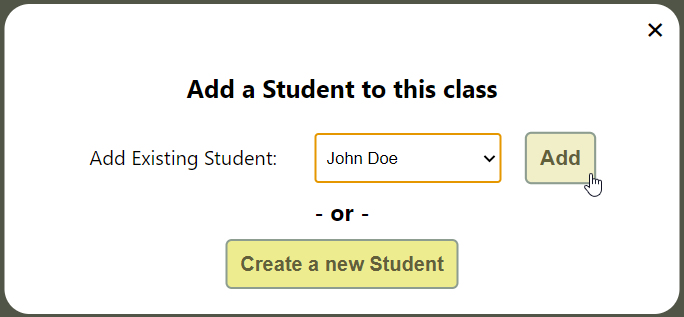 Add a Student to this class
Add Existing Student: John Doe Add
- or -
Create a new Student